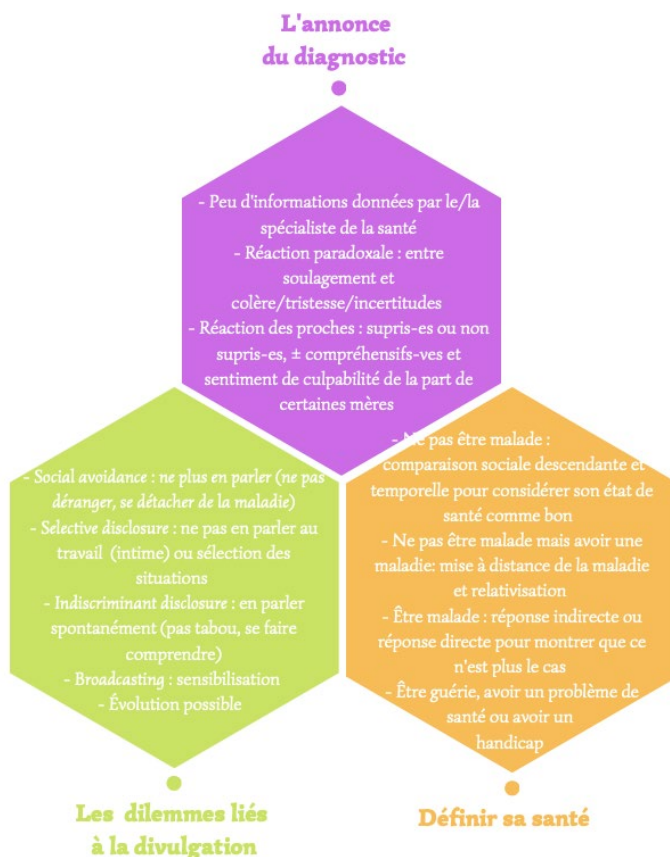 L'annonce
du diagnostic
- Peu d'informations données par le/la
spécialiste de la santé
- Réaction paradoxale : entre
soulagement et
colère/tristesse/incertitudes
- Réaction des proches : supris-es ou non
supris-es, ± compréhensifs-ves et
sentiment de culpabilité de la part de
certaines mères
- Social avoidance : ne plus en parler (ne pas
déranger, se détacher de la maladie)
- Selective disclosure : ne pas en parler au
travail (intime) ou sélection des
situations
- Indiscriminant disclosure : en parler
spontanément (pas tabou, se faire
comprendre)
- Broadcasting : sensibilisation
- Évolution possible
- Ne pas être malade :
comparaison sociale descendante et
temporelle pour considérer son état de
santé comme bon
- Ne pas être malade mais avoir une
maladie: mise à distance de la maladie
et relativisation
- Être malade : réponse indirecte ou
réponse directe pour montrer que ce
n'est plus le cas
- Être guérie, avoir un problème de
santé ou avoir un
handicap
Les dilemmes liés
à la divulgation
Définir sa santé